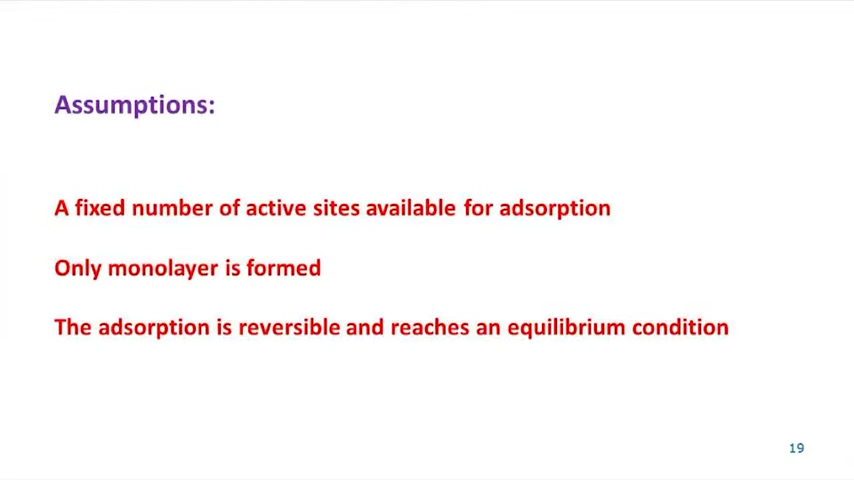 Assumptions:
A fixed number of active sites available for adsorption
Only monolayer is formed
The adsorption is reversible and reaches an equilibrium condition
19